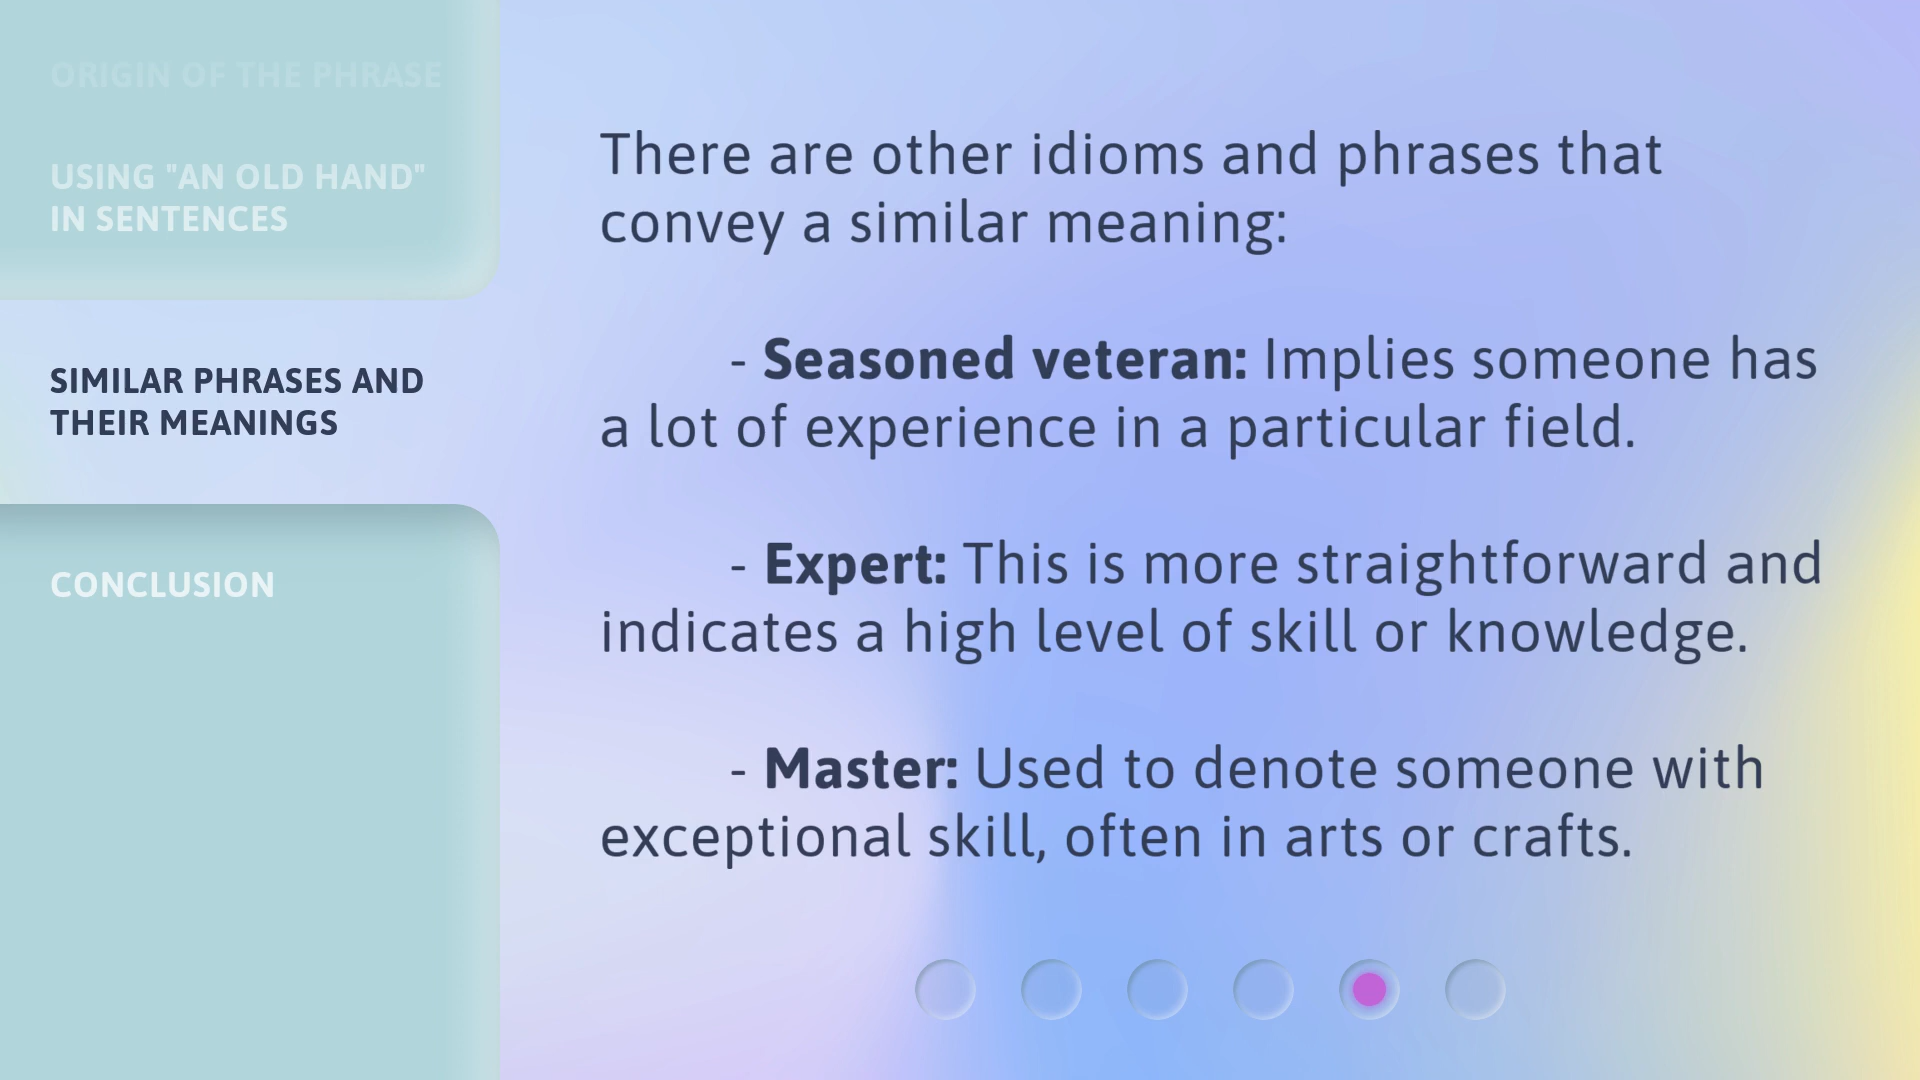 ORIGIN OF THE PHRASE
USING "AN OLD HAND"
IN SENTENCES
SIMILAR PHRASES AND
THEIR MEANINGS
CONCLUSION
There are other idioms and phrases that
convey a similar meaning:
- Seasoned veteran: Implies someone has
a lot of experience in a particular field.
- Expert: This is more straightforward and
indicates a high level of skill or knowledge.
- Master: Used to denote someone with
exceptional skill, often in arts or crafts.